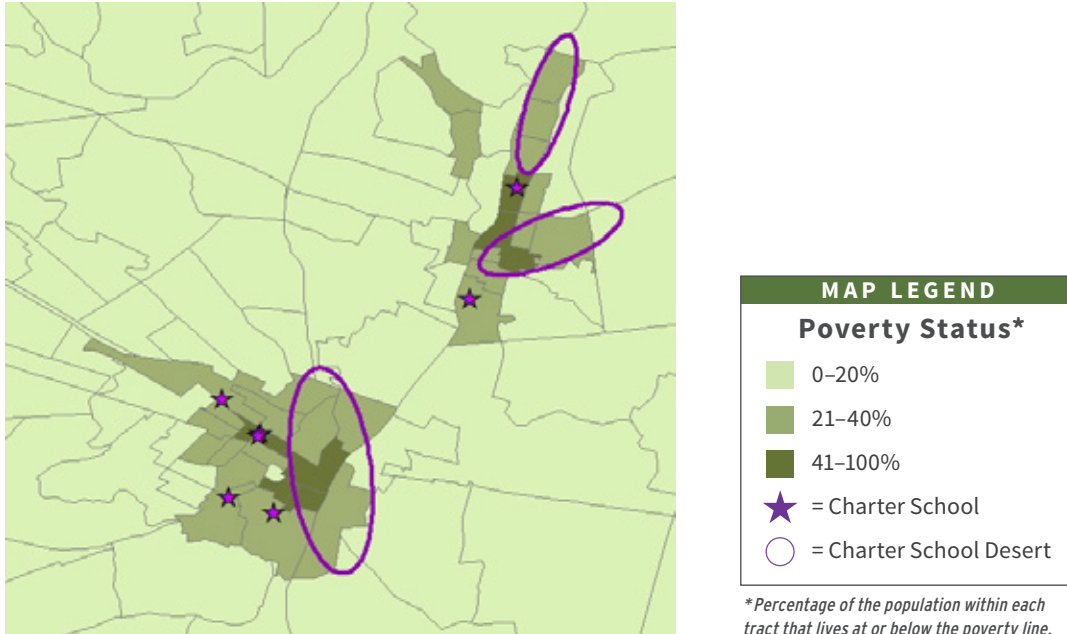 MAP LEGEND
Poverty Status*
0–20%
21–40%
41–100%
= Charter School
= Charter School Desert
*Percentage of the population within each
tract that lives at or below the poverty line.